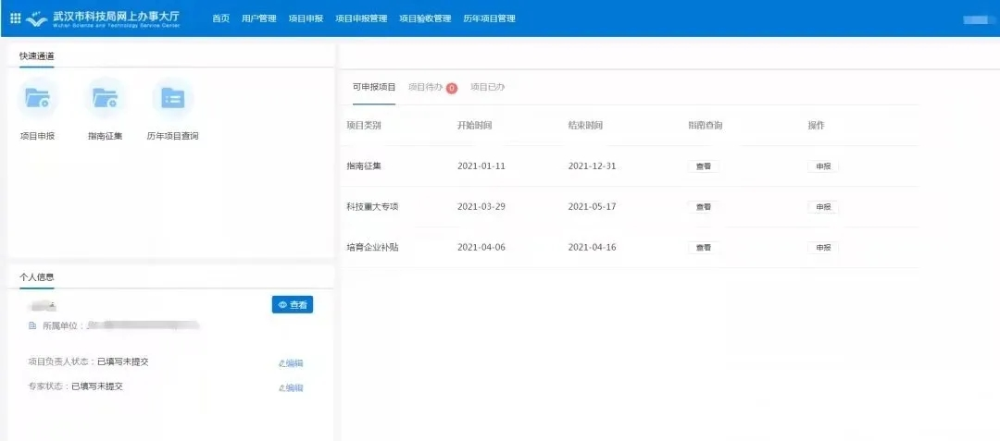 武汉市科技局网上办事大厅
Wuhan Science and Technology Service Center
首页 用户管理 项目申报 项目申报管理 项目验收管理 历年项目管理
快速通道
项目申报 指南征集 历年项目查询
可申报项目 项目待办 0 项目已办
项目类别 开始时间 结束时间 指南查询 操作
指南征集 2021-01-11 2021-12-31 查看 申报
科技重大专项 2021-03-29 2021-05-17 查看 申报
培育企业补贴 2021-04-06 2021-04-16 查看 申报
个人信息
查看
所属单位：
项目负责人状态：已填写未提交 编辑
专家状态：已填写未提交 编辑